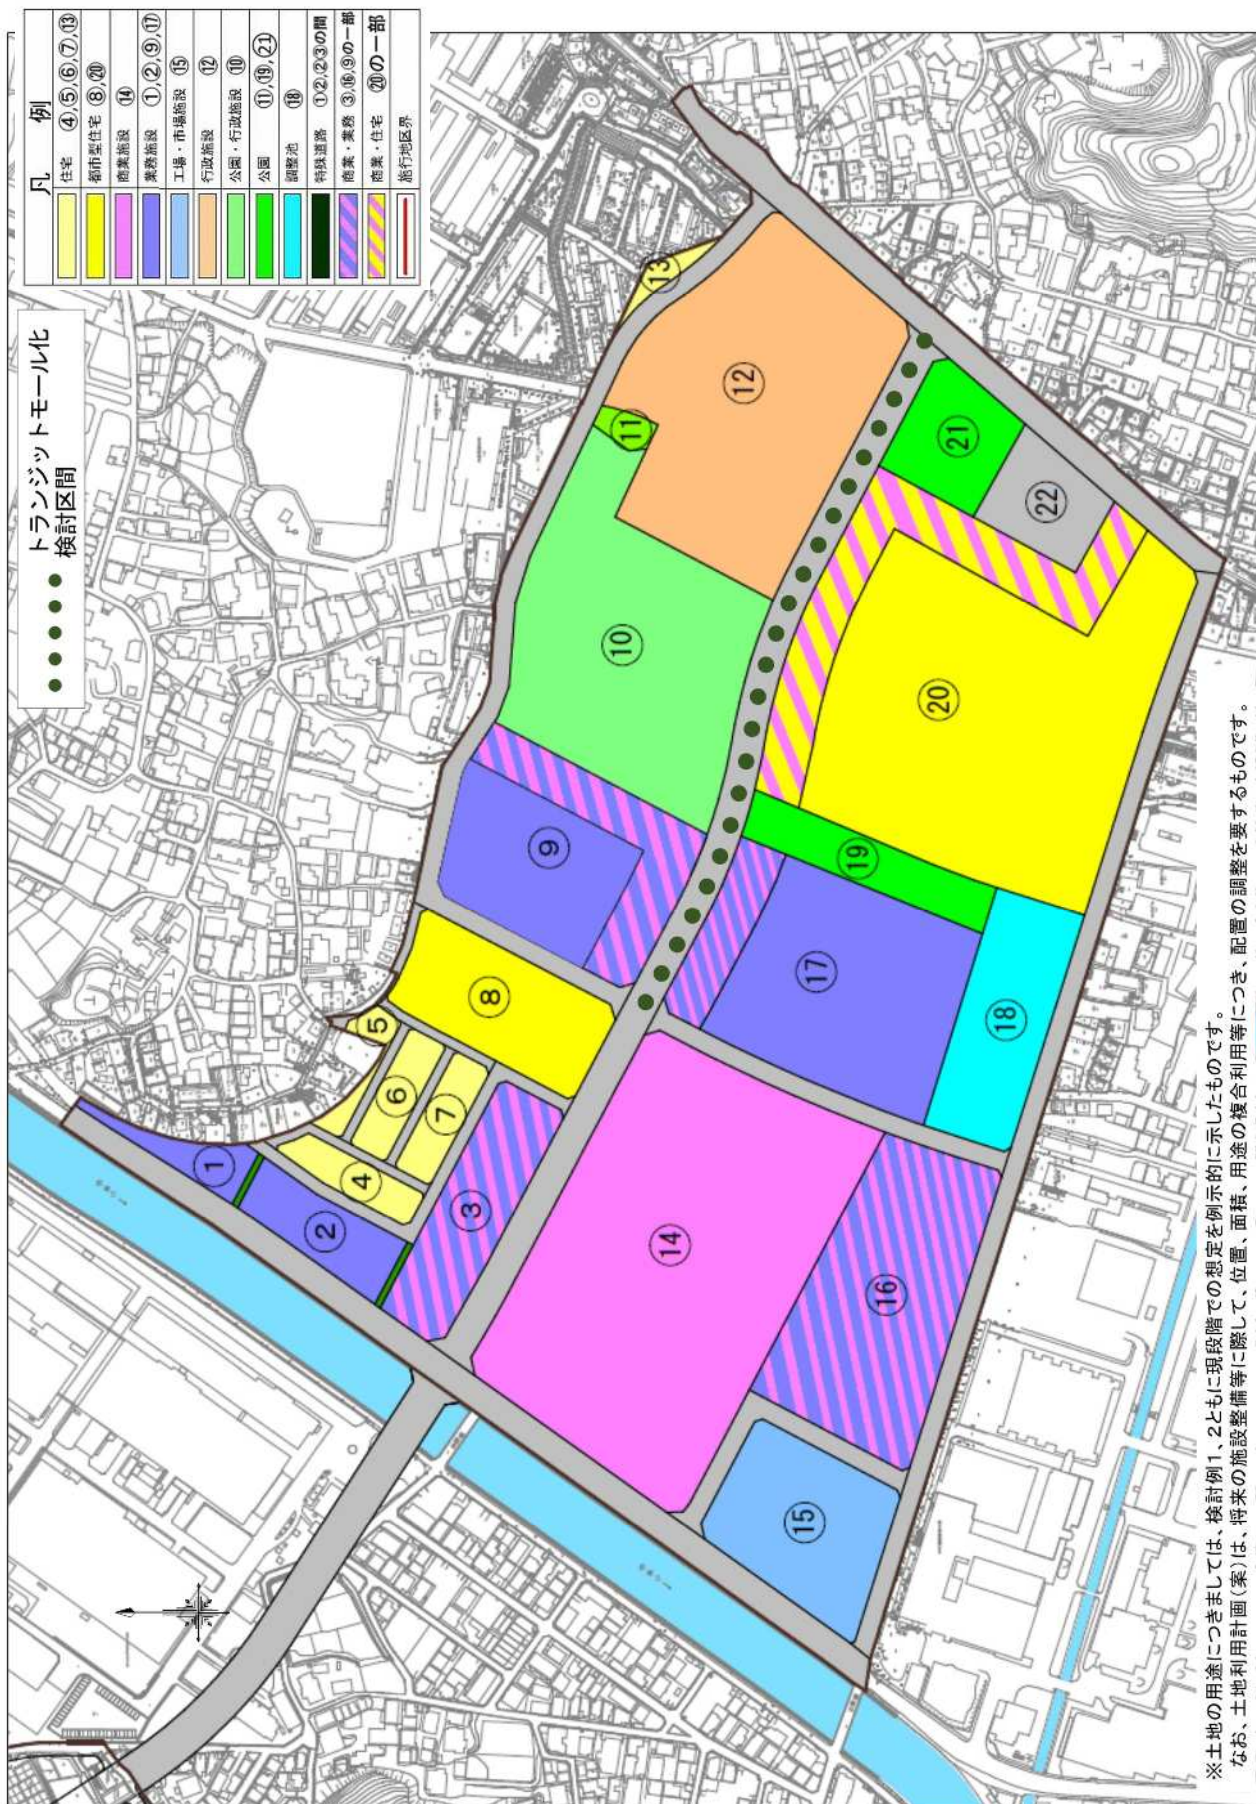 凡 例
住宅 ④,⑤,⑥,⑦,⑬
都市型住宅 ⑧,⑳
商業施設 ⑭
業務施設 ①,②,⑨,⑰
工場・市場施設 ⑮
行政施設 ⑫
公園・行政施設 ⑩
公園 ⑪,⑲,㉑
調整池 ⑱
特殊道路 ①②,②③の間
商業・業務 ③,⑯,⑨の一部
商業・住宅 ⑳の一部
施行地区界
トランジットモール化
検討区間
①
②
③
④
⑤
⑥
⑦
⑧
⑨
⑩
⑪
⑫
⑬
⑭
⑮
⑯
⑰
⑱
⑲
⑳
㉑
㉒
※土地の用途につきましては、検討例1、2ともに現段階での想定を例示的に示したものです。
なお、土地利用計画(案)は、将来の施設整備等に際して、位置、面積、用途の複合利用等につき、配置の調整を要するものです。